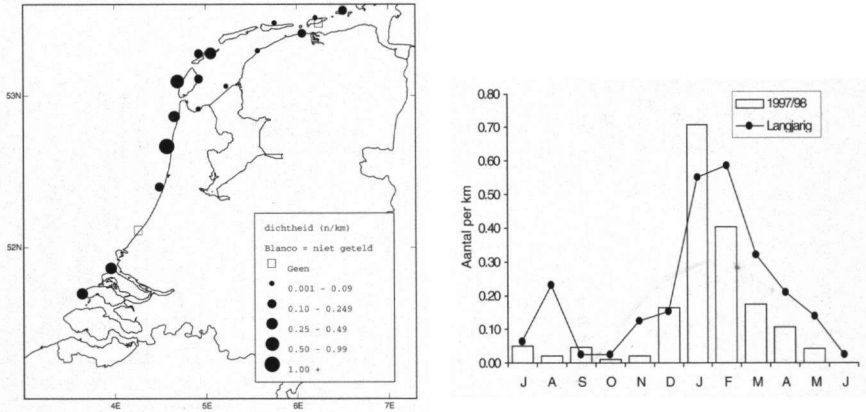 53N
52N
4E 5E 6E 7E
dichtheid (n/km)
Blanco = niet geteld
Geen
0.001 - 0.09
0.10 - 0.249
0.25 - 0.49
0.50 - 0.99
1.00 +
Aantal per km
0.80
0.70
0.60
0.50
0.40
0.30
0.20
0.10
0.00
J A S O N D J F M A M J
1997/98
Langjarig